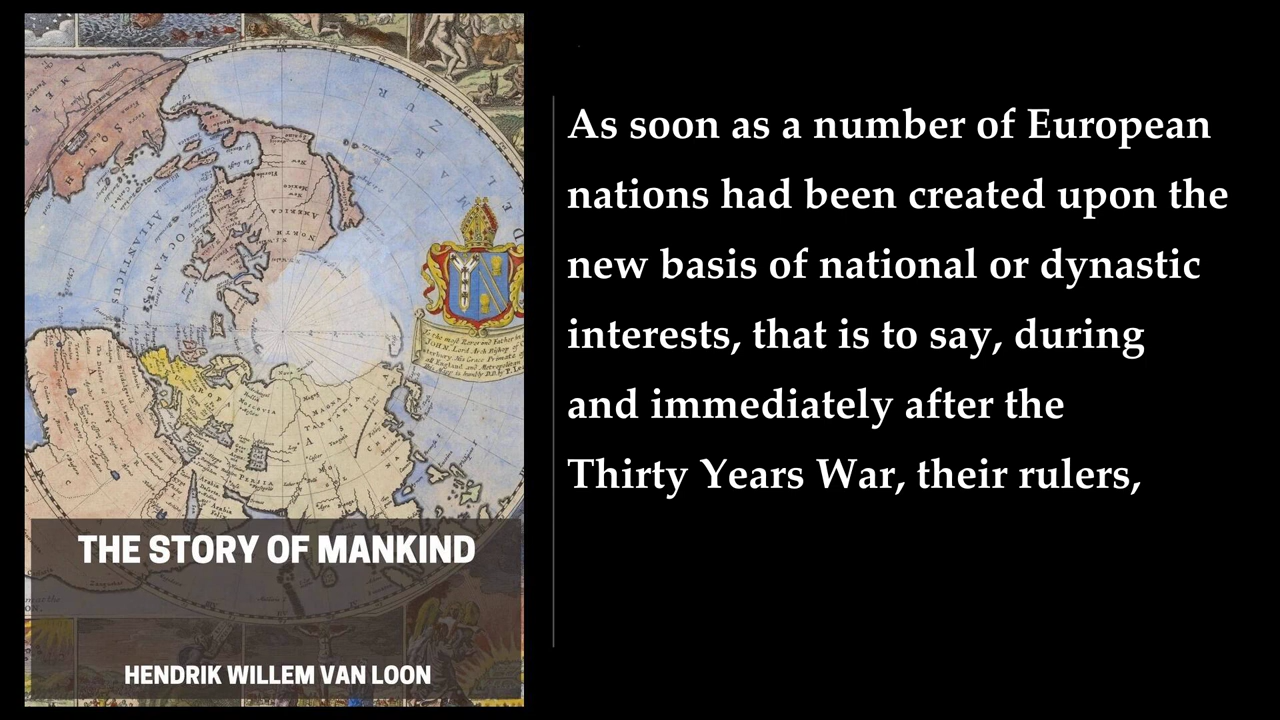 THE STORY OF MANKIND
HENDRIK WILLEM VAN LOON
As soon as a number of European
nations had been created upon the
new basis of national or dynastic
interests, that is to say, during
and immediately after the
Thirty Years War, their rulers,